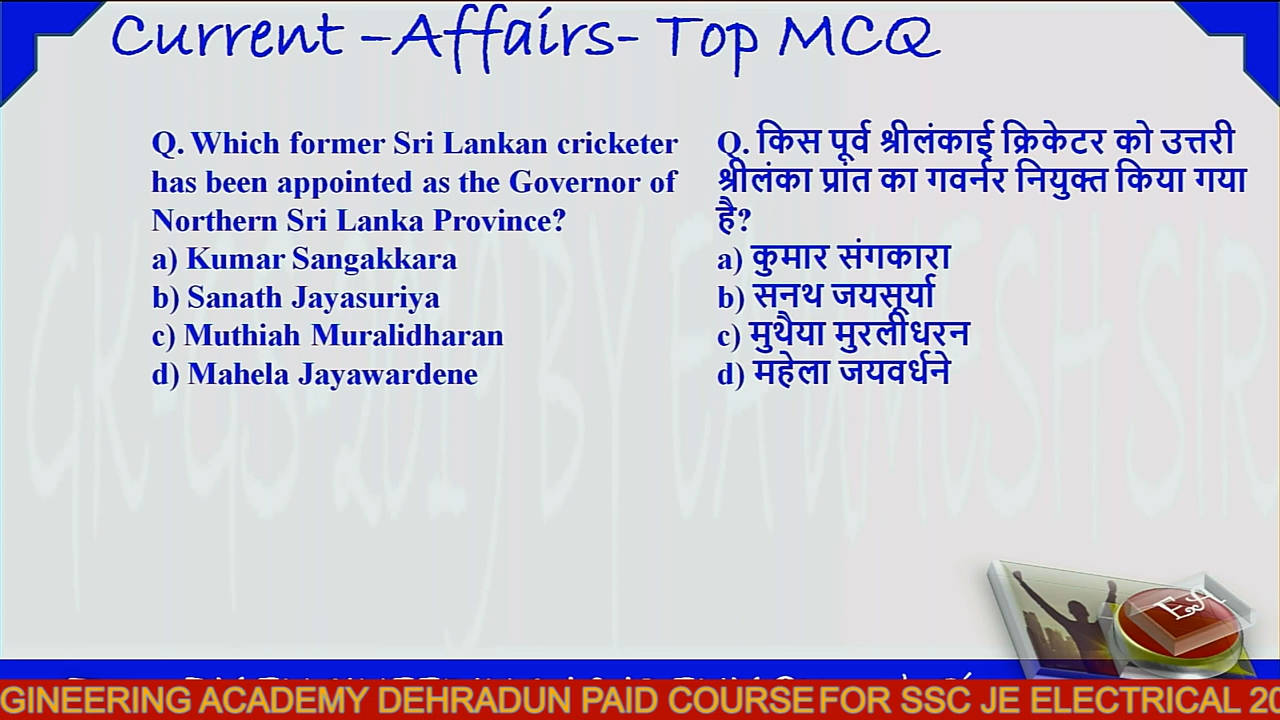 Current –Affairs- Top MCQ
Q. Which former Sri Lankan cricketer
has been appointed as the Governor of
Northern Sri Lanka Province?
a) Kumar Sangakkara
b) Sanath Jayasuriya
c) Muthiah Muralidharan
d) Mahela Jayawardene
Q. किस पूर्व श्रीलंकाई क्रिकेटर को उत्तरी
श्रीलंका प्रांत का गवर्नर नियुक्त किया गया
है?
a) कुमार संगकारा
b) सनथ जयसूर्या
c) मुथैया मुरलीधरन
d) महेला जयवर्धने
EA
GINEERING ACADEMY DEHRADUN PAID COURSE FOR SSC JE ELECTRICAL 20